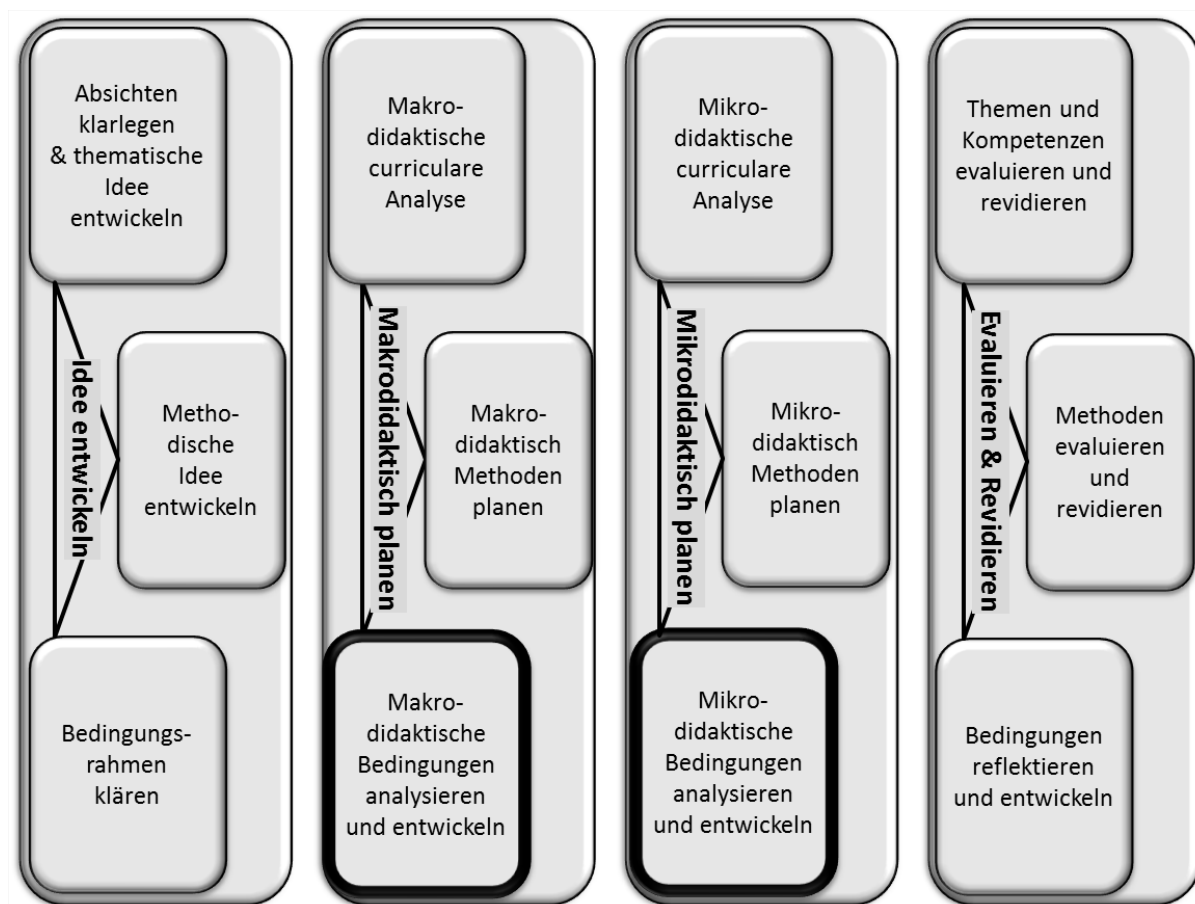 Absichten
klarlegen
& thematische
Idee
entwickeln
Idee entwickeln
Metho-
dische
Idee
entwickeln
Bedingungs-
rahmen
klären
Makro-
didaktische
curriculare
Analyse
Makrodidaktisch planen
Makro-
didaktisch
Methoden
planen
Makro-
didaktische
Bedingungen
analysieren
und entwickeln
Mikro-
didaktische
curriculare
Analyse
Mikrodidaktisch planen
Mikro-
didaktisch
Methoden
planen
Mikro-
didaktische
Bedingungen
analysieren
und entwickeln
Themen und
Kompetenzen
evaluieren und
revidieren
Evaluieren & Revidieren
Methoden
evaluieren
und
revidieren
Bedingungen
reflektieren
und entwickeln